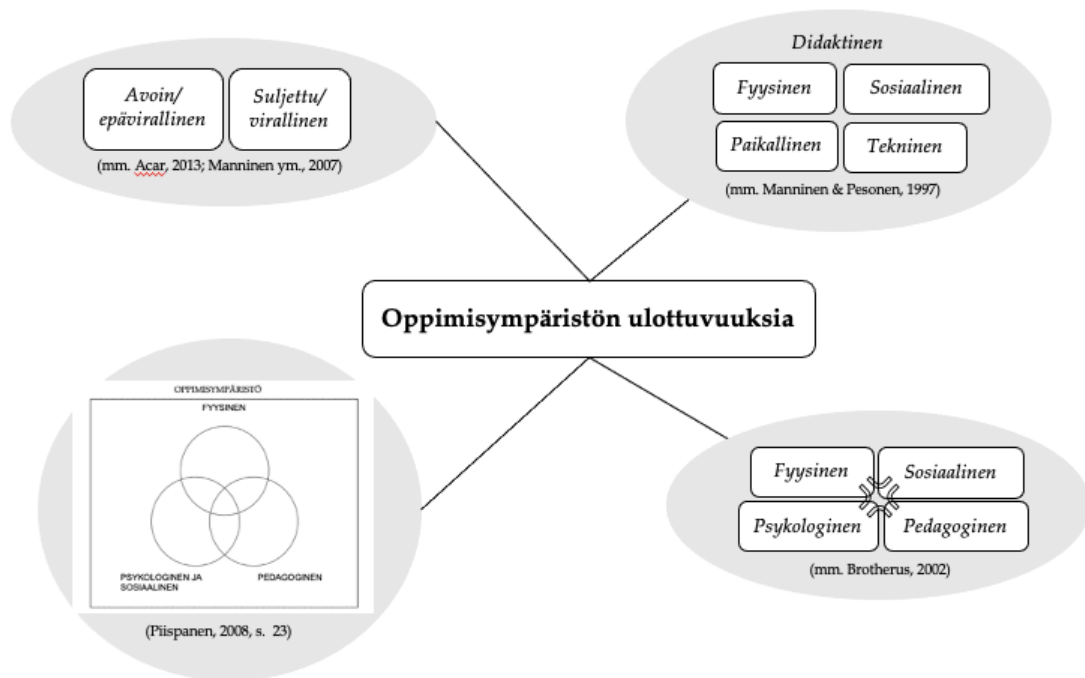 Avoin/
epävirallinen
Suljettu/
virallinen
(mm. Acar, 2013; Manninen ym., 2007)
Didaktinen
Fyysinen
Sosiaalinen
Paikallinen
Tekninen
(mm. Manninen & Pesonen, 1997)
Oppimisympäristön ulottuvuuksia
OPPIMISYMPÄRISTÖ
FYYSINEN
PSYKOLOGINEN JA
SOSIAALINEN
PEDAGOGINEN
(Piispanen, 2008, s. 23)
Fyysinen
Sosiaalinen
Psykologinen
Pedagoginen
(mm. Brotherus, 2002)